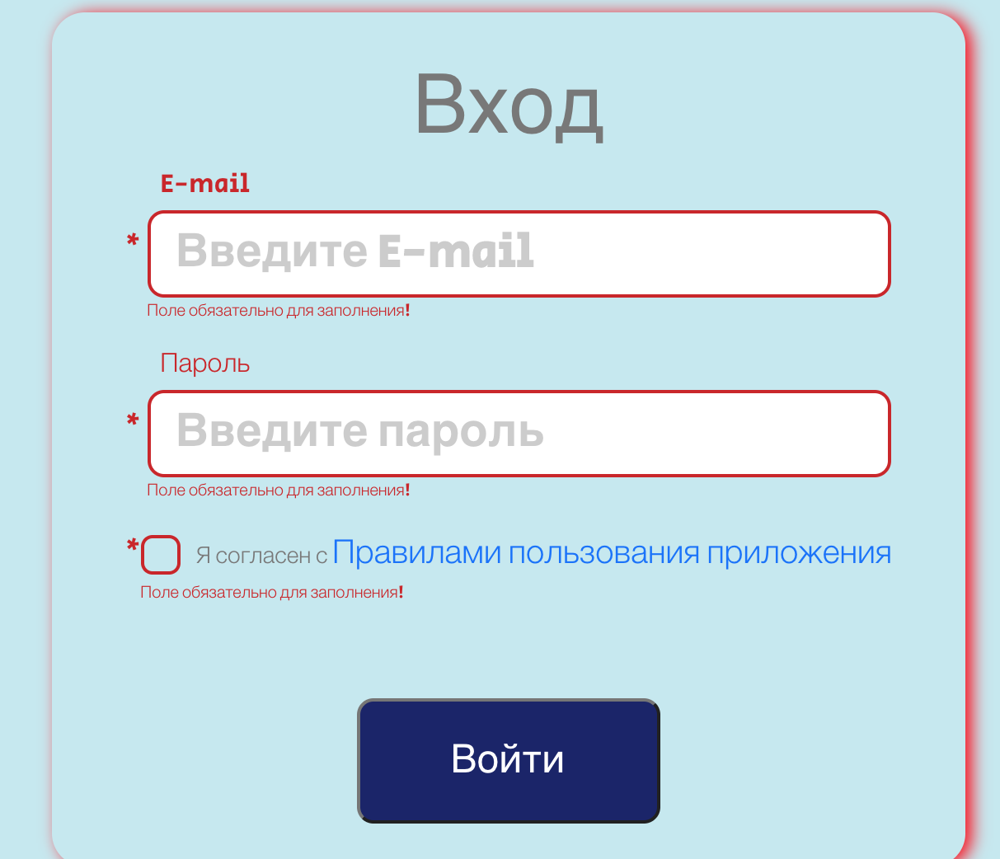 Вход
E-mail
* Введите E-mail
Поле обязательно для заполнения!
Пароль
* Введите пароль
Поле обязательно для заполнения!
* Я согласен с Правилами пользования приложения
Поле обязательно для заполнения!
Войти